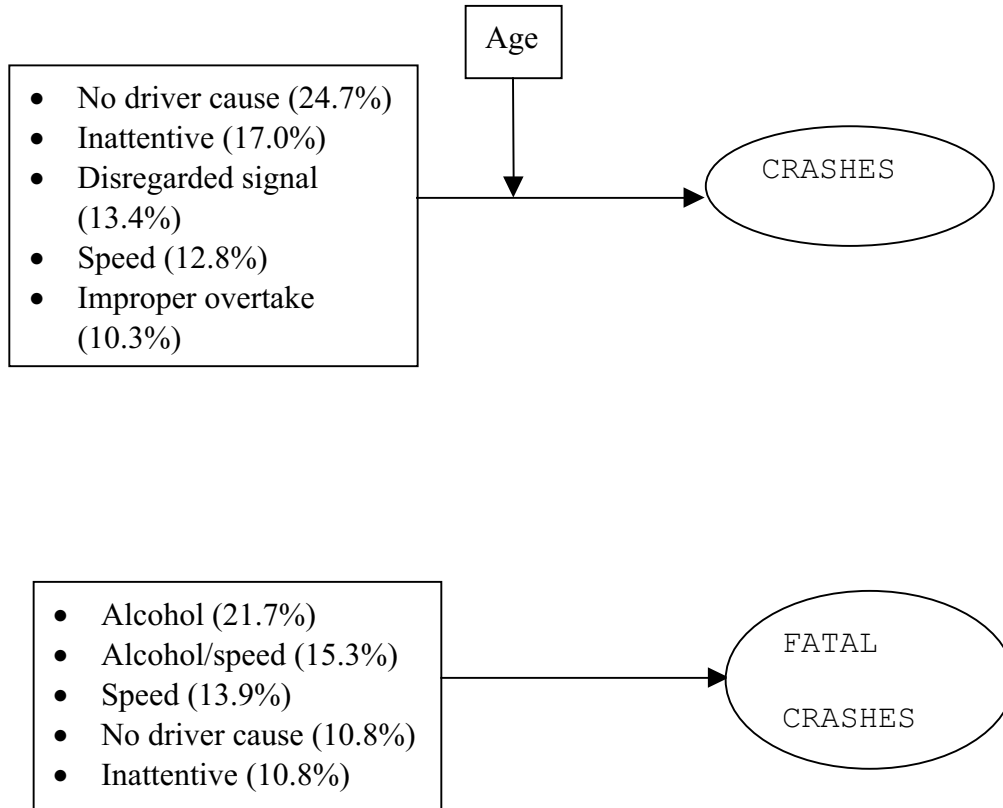 Age
• No driver cause (24.7%)
• Inattentive (17.0%)
• Disregarded signal
(13.4%)
• Speed (12.8%)
• Improper overtake
(10.3%)
CRASHES
• Alcohol (21.7%)
• Alcohol/speed (15.3%)
• Speed (13.9%)
• No driver cause (10.8%)
• Inattentive (10.8%)
FATAL
CRASHES